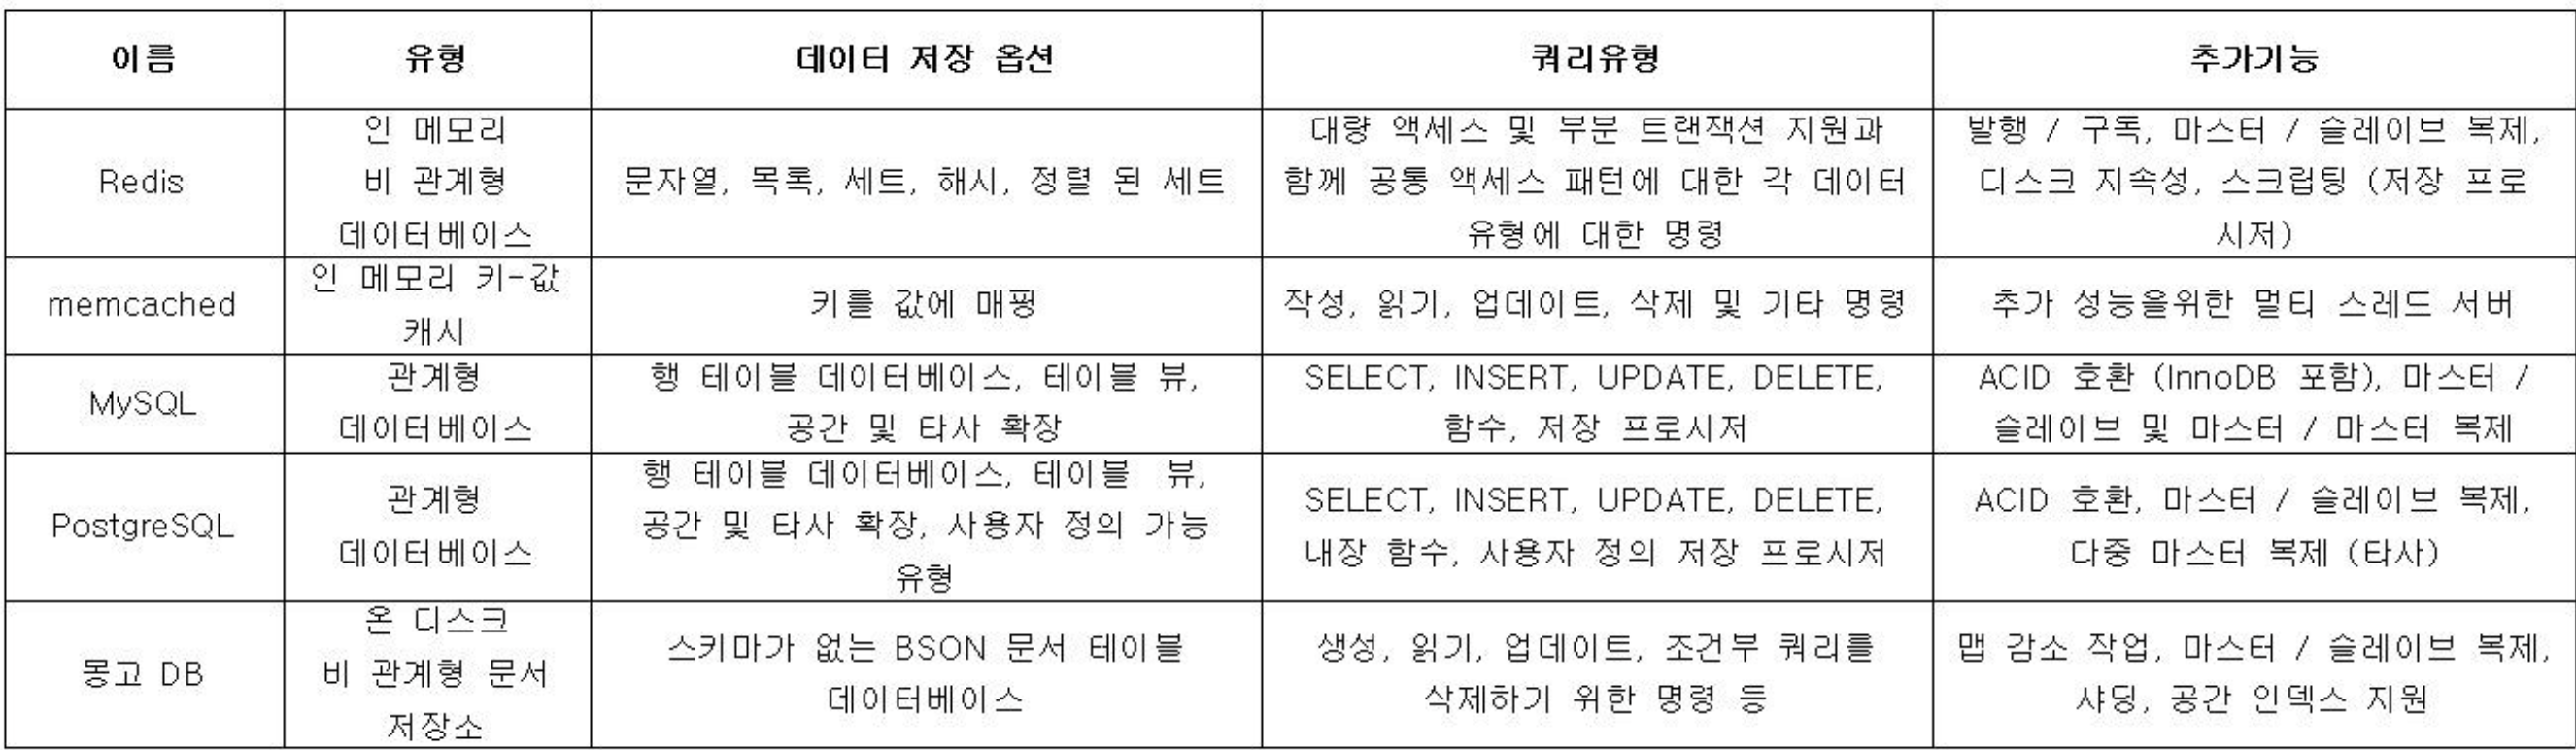 이름 유형 데이터 저장 옵션 쿼리유형 추가기능
Redis
인 메모리
비 관계형
데이터베이스
문자열, 목록, 세트, 해시, 정렬 된 세트
대량 액세스 및 부분 트랜잭션 지원과
함께 공통 액세스 패턴에 대한 각 데이터
유형에 대한 명령
발행 / 구독, 마스터 / 슬레이브 복제,
디스크 지속성, 스크립팅 (저장 프로
시저)
memcached
인 메모리 키-값
캐시
키를 값에 매핑
작성, 읽기, 업데이트, 삭제 및 기타 명령
추가 성능을위한 멀티 스레드 서버
MySQL
관계형
데이터베이스
행 테이블 데이터베이스, 테이블 뷰,
공간 및 타사 확장
SELECT, INSERT, UPDATE, DELETE,
함수, 저장 프로시저
ACID 호환 (InnoDB 포함), 마스터 /
슬레이브 및 마스터 / 마스터 복제
PostgreSQL
관계형
데이터베이스
행 테이블 데이터베이스, 테이블 뷰,
공간 및 타사 확장, 사용자 정의 가능
유형
SELECT, INSERT, UPDATE, DELETE,
내장 함수, 사용자 정의 저장 프로시저
ACID 호환, 마스터 / 슬레이브 복제,
다중 마스터 복제 (타사)
몽고 DB
온 디스크
비 관계형 문서
저장소
스키마가 없는 BSON 문서 테이블
데이터베이스
생성, 읽기, 업데이트, 조건부 쿼리를
삭제하기 위한 명령 등
맵 감소 작업, 마스터 / 슬레이브 복제,
샤딩, 공간 인덱스 지원